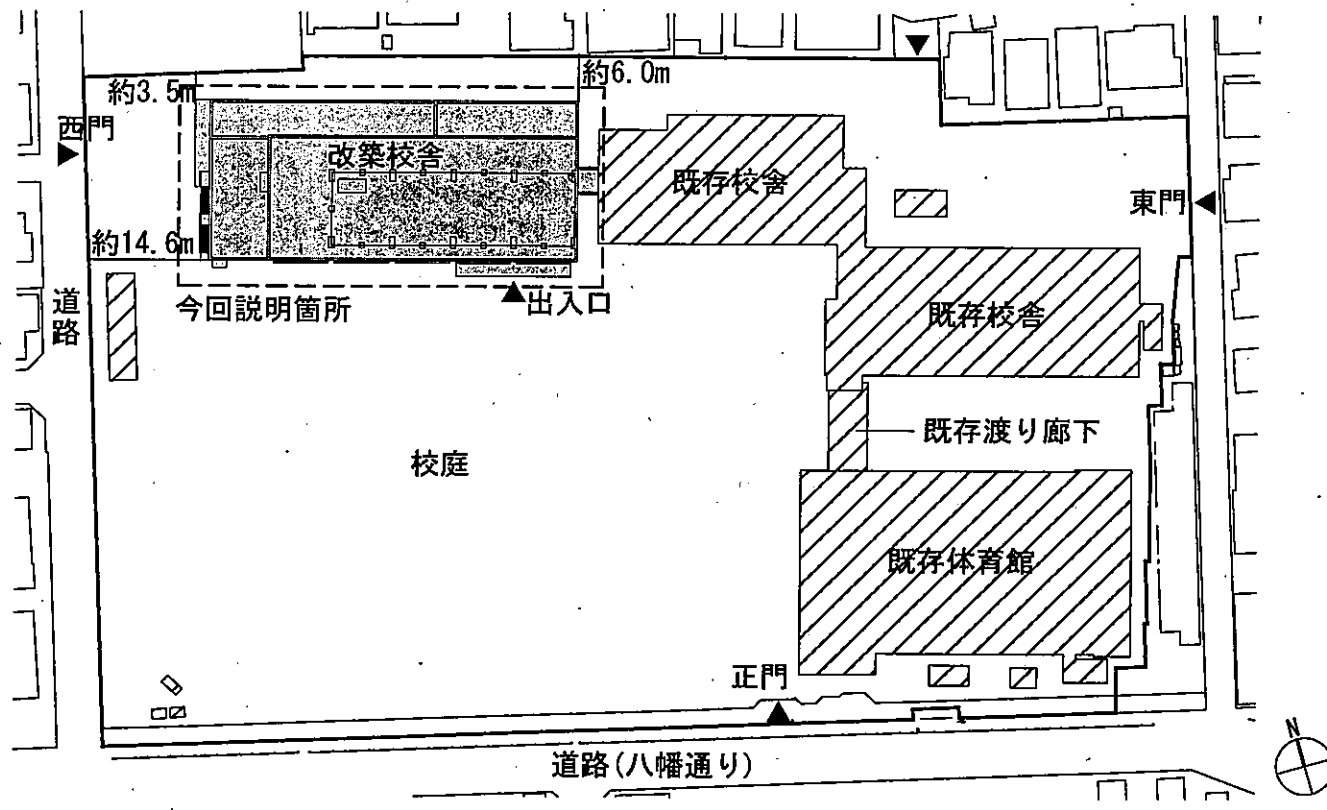 約3.5m
約6.0m
西門
改築校舎
既存校舎
東門
約14.6m
道路
今回説明箇所
出入口
既存校舎
既存渡り廊下
校庭
既存体育館
正門
道路(八幡通り)
N